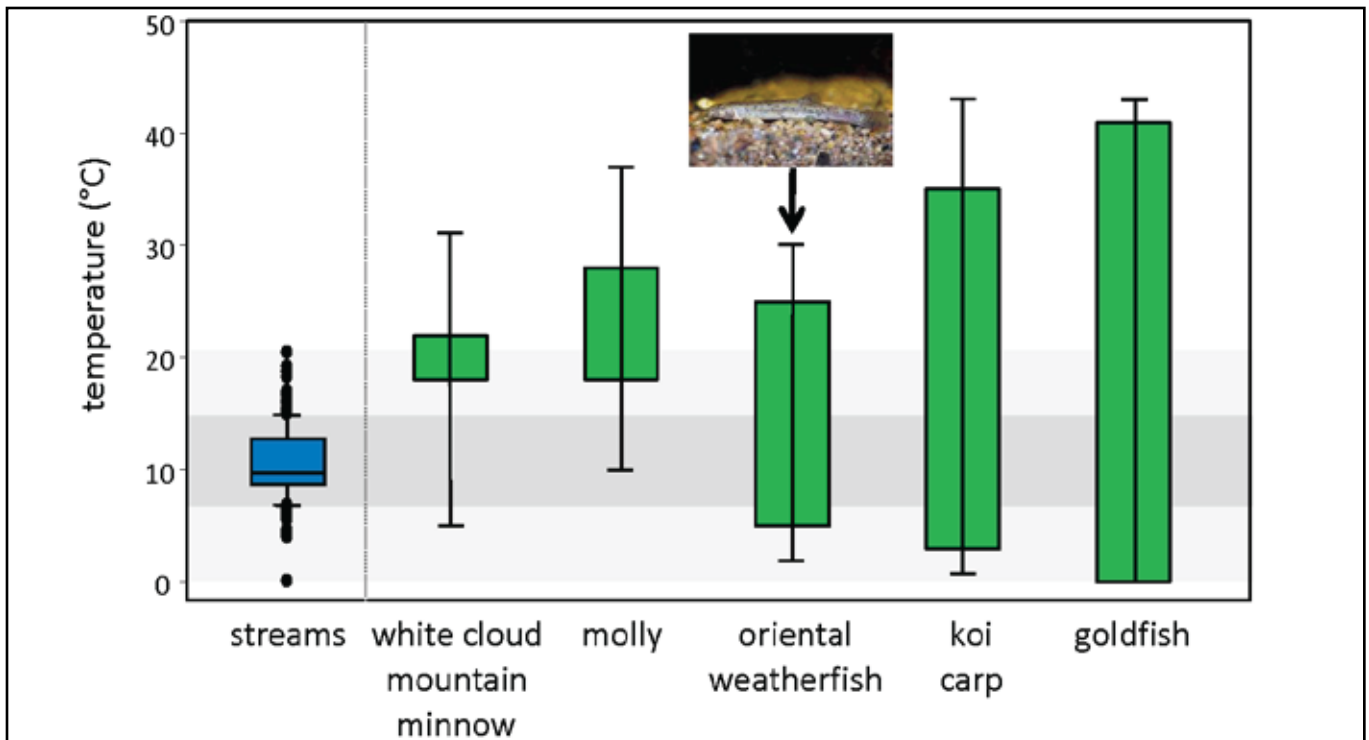 temperature (°C)
50
40
30
20
10
0
streams
white cloud
mountain
minnow
molly
oriental
weatherfish
koi
carp
goldfish